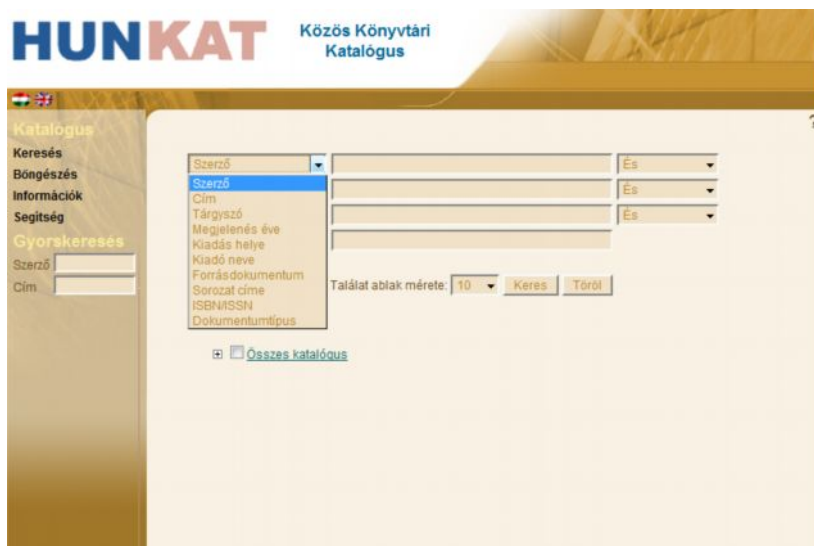 HUNKAT
Közös Könyvtári
Katalógus
?
Katalógus
Keresés
Böngészés
Információk
Segítség
Gyorskeresés
Szerző
Cím
Szerző
És
Szerző
Cím
Tárgyszó
Megjelenés éve
Kiadás helye
Kiadó neve
Forrásdokumentum
Sorozat címe
ISBN/ISSN
Dokumentumtípus
És
És
Találat ablak mérete: 10 Keres Töröl
Összes katalógus